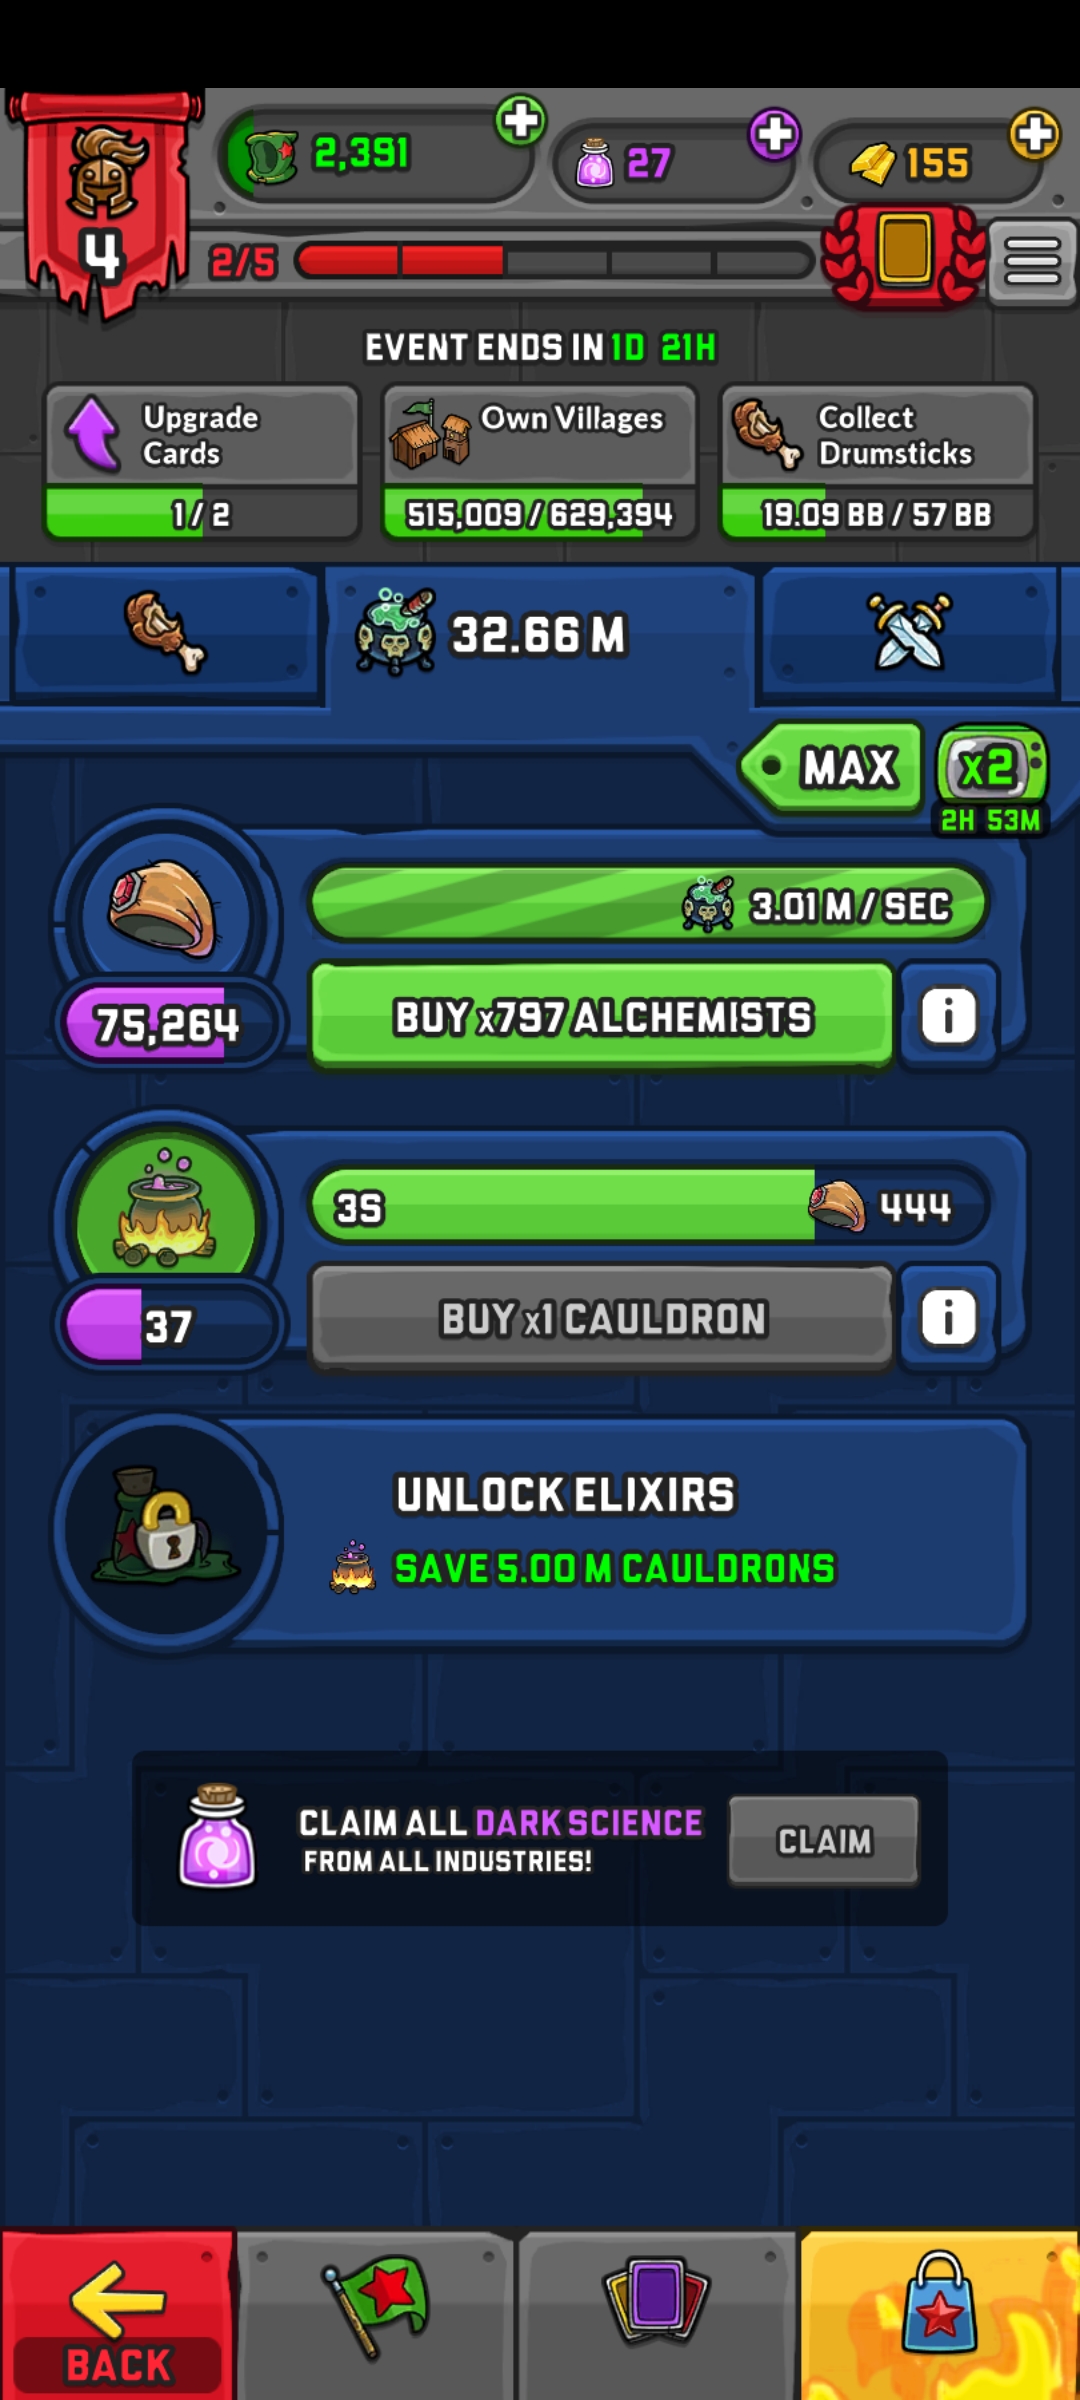 2,391
27
155
4
2/5
EVENT ENDS IN 1D 21H
Upgrade
Cards
1/2
Own Villages
515,009/629,394
Collect
Drumsticks
19.09 BB / 57 BB
32.66 M
MAX
x2
2H 53M
3.01 M / SEC
75,264
BUY x797 ALCHEMISTS
i
3S
444
37
BUY x1 CAULDRON
i
UNLOCK ELIXIRS
SAVE 5.00 M CAULDRONS
CLAIM ALL DARK SCIENCE
FROM ALL INDUSTRIES!
CLAIM
BACK